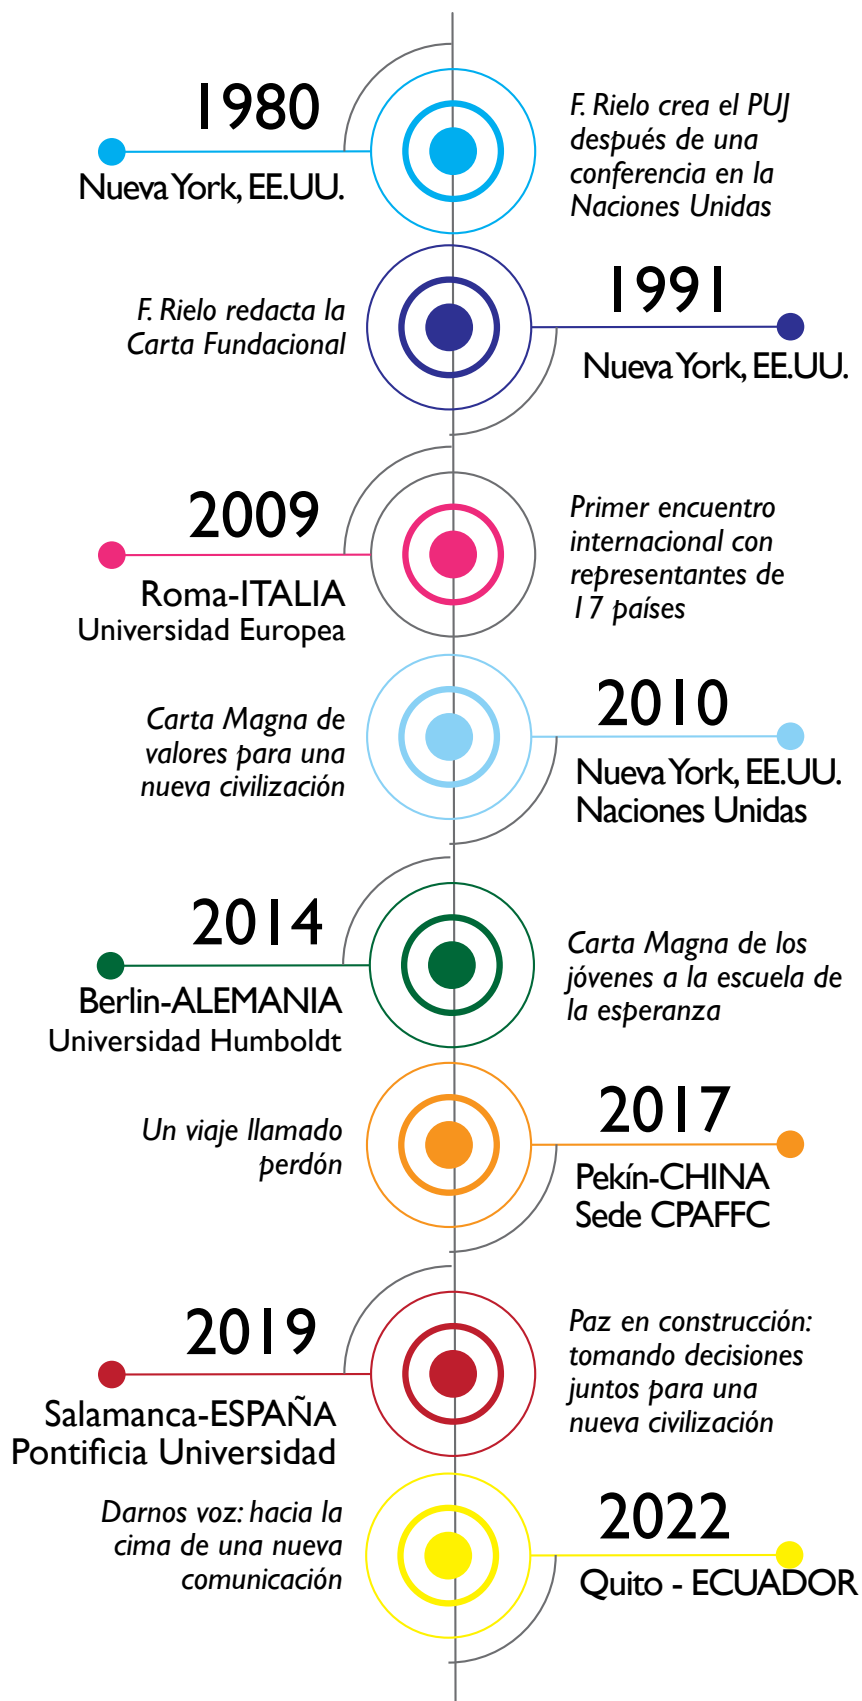 1980
Nueva York, EE.UU.
F. Rielo crea el PUJ
después de una
conferencia en la
Naciones Unidas
F. Rielo redacta la
Carta Fundacional
1991
Nueva York, EE.UU.
2009
Roma-ITALIA
Universidad Europea
Primer encuentro
internacional con
representantes de
17 países
Carta Magna de
valores para una
nueva civilización
2010
Nueva York, EE.UU.
Naciones Unidas
2014
Berlin-ALEMANIA
Universidad Humboldt
Carta Magna de los
jóvenes a la escuela de
la esperanza
Un viaje llamado
perdón
2017
Pekín-CHINA
Sede CPAFFC
2019
Salamanca-ESPAÑA
Pontificia Universidad
Paz en construcción:
tomando decisiones
juntos para una
nueva civilización
Darnos voz: hacia la
cima de una nueva
comunicación
2022
Quito - ECUADOR